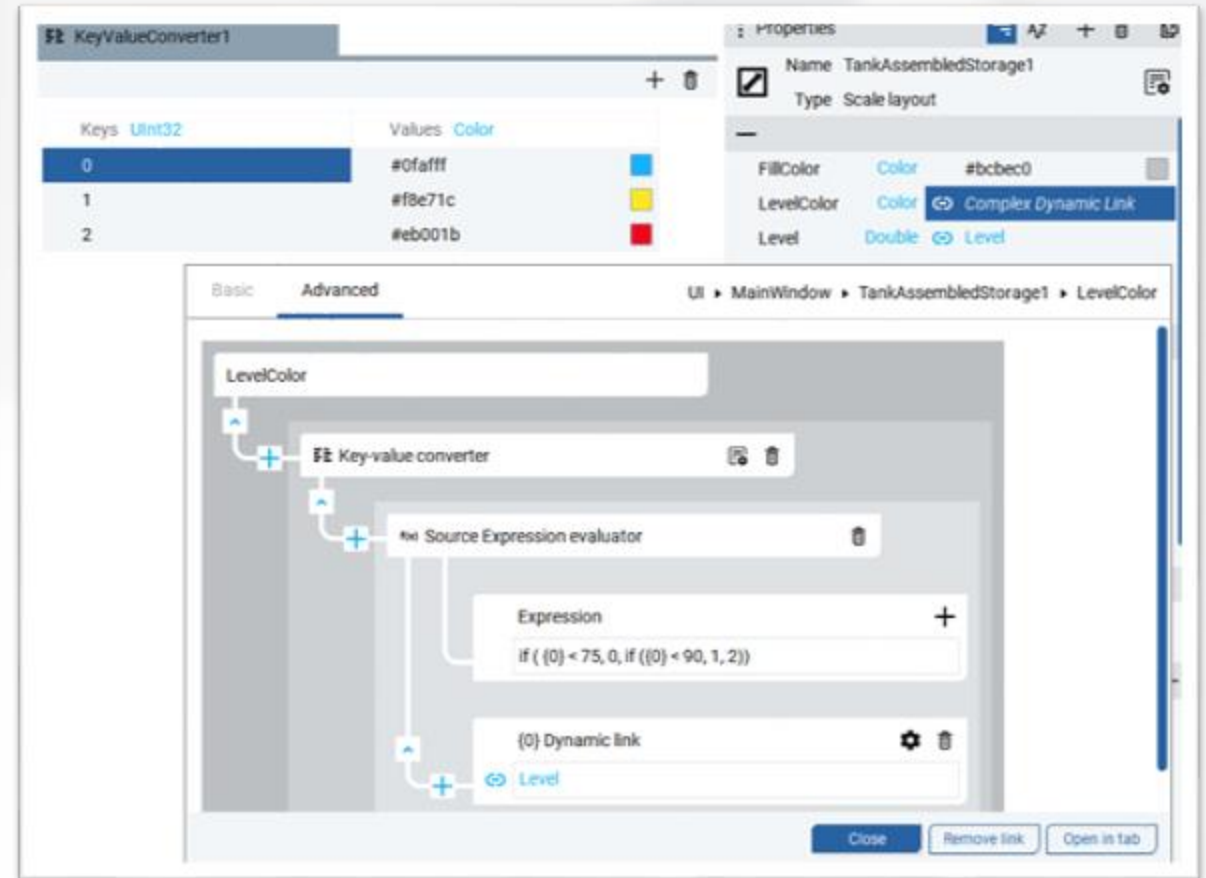 KeyValueConverter1
Keys UInt32 Values Color
0 #0fafff
1 #f8e71c
2 #eb001b
Properties
Name TankAssembledStorage1
Type Scale layout
FillColor Color #bcbec0
LevelColor Color Complex Dynamic Link
Level Double Level
Basic Advanced UI ▸ MainWindow ▸ TankAssembledStorage1 ▸ LevelColor
LevelColor
Key-value converter
f(x) Source Expression evaluator
Expression
if ( {0} < 75, 0, if ({0} < 90, 1, 2))
{0} Dynamic link
Level
Close Remove link Open in tab